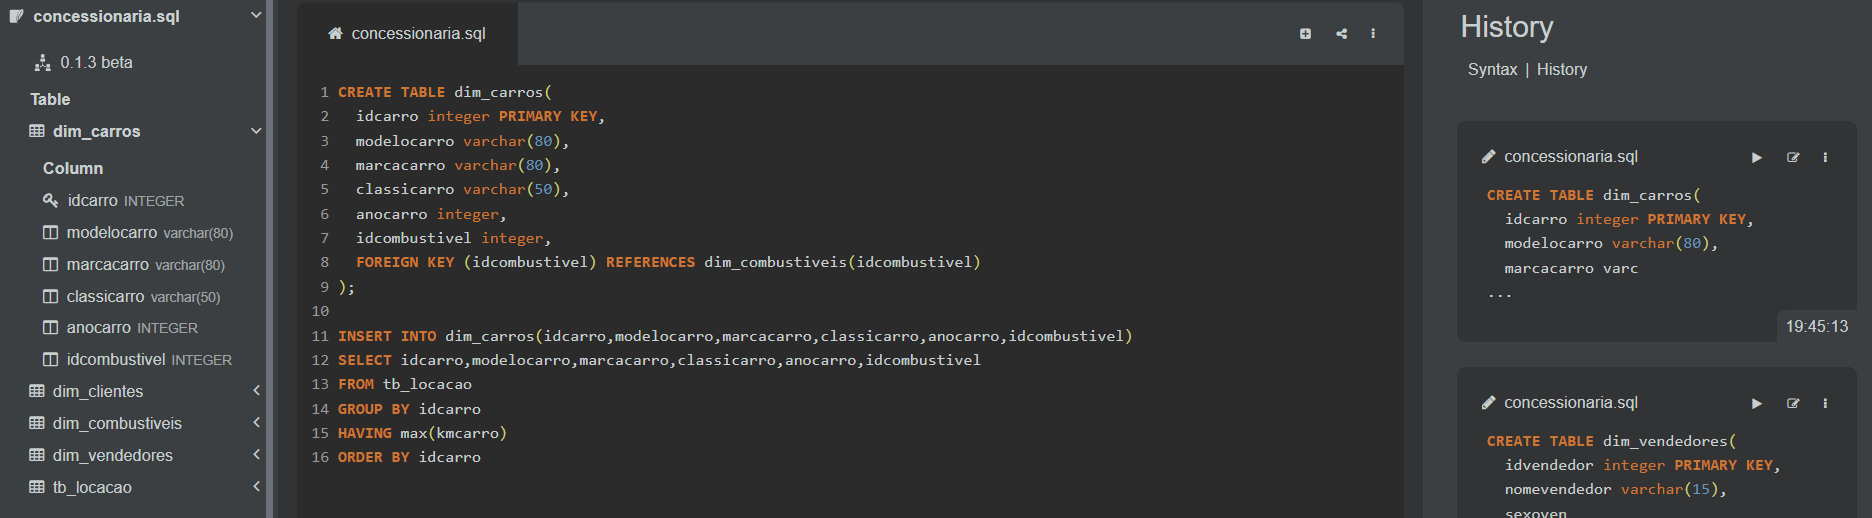 concessionaria.sql
0.1.3 beta
Table
dim_carros
Column
idcarro INTEGER
modelocarro varchar(80)
marcacarro varchar(80)
classicarro varchar(50)
anocarro INTEGER
idcombustivel INTEGER
dim_clientes
dim_combustiveis
dim_vendedores
tb_locacao
concessionaria.sql
1 CREATE TABLE dim_carros(
2 idcarro integer PRIMARY KEY,
3 modelocarro varchar(80),
4 marcacarro varchar(80),
5 classicarro varchar(50),
6 anocarro integer,
7 idcombustivel integer,
8 FOREIGN KEY (idcombustivel) REFERENCES dim_combustiveis(idcombustivel)
9 );
10
11 INSERT INTO dim_carros(idcarro,modelocarro,marcacarro,classicarro,anocarro,idcombustivel)
12 SELECT idcarro,modelocarro,marcacarro,classicarro,anocarro,idcombustivel
13 FROM tb_locacao
14 GROUP BY idcarro
15 HAVING max(kmcarro)
16 ORDER BY idcarro
History
Syntax | History
concessionaria.sql
CREATE TABLE dim_carros(
idcarro integer PRIMARY KEY,
modelocarro varchar(80),
marcacarro varc
...
19:45:13
concessionaria.sql
CREATE TABLE dim_vendedores(
idvendedor integer PRIMARY KEY,
nomevendedor varchar(15),
sexoven